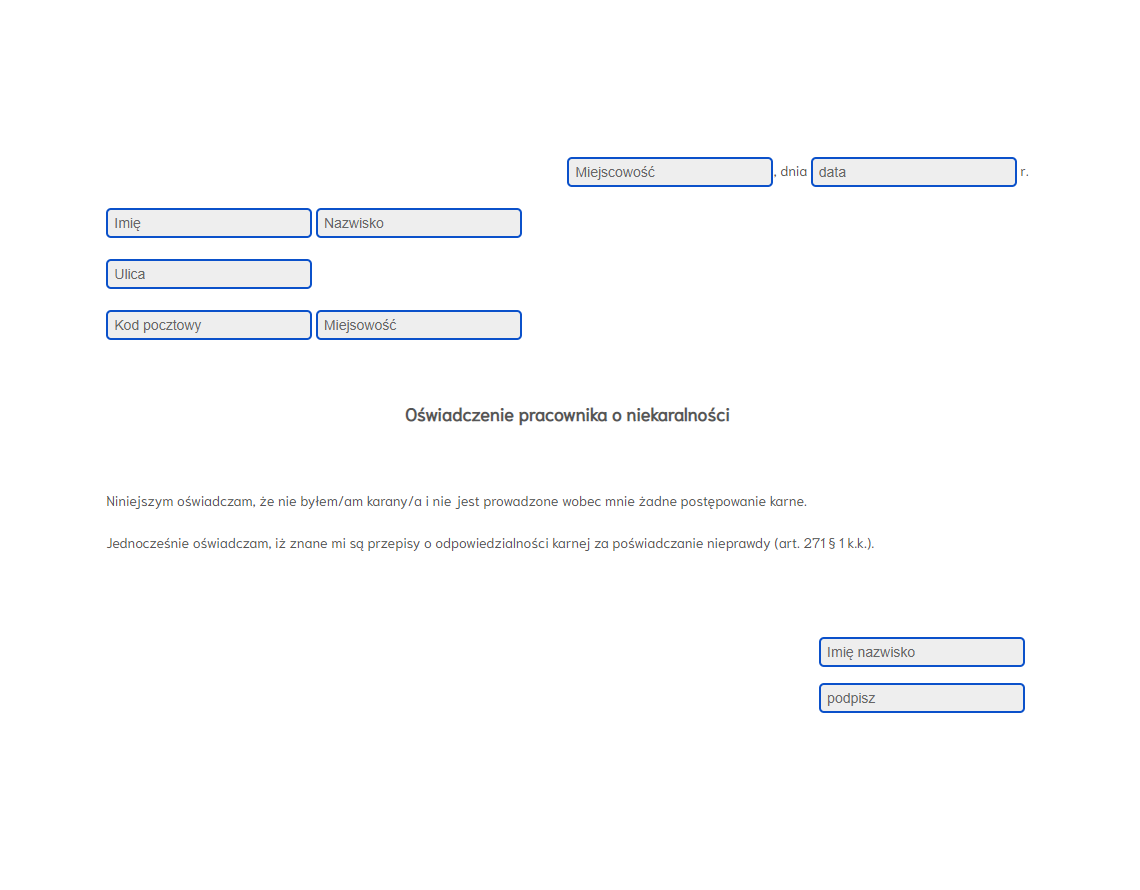 Miejscowość, dnia data r.
Imię Nazwisko
Ulica
Kod pocztowy Miejsowość
Oświadczenie pracownika o niekaralności
Niniejszym oświadczam, że nie byłem/am karany/a i nie jest prowadzone wobec mnie żadne postępowanie karne.
Jednocześnie oświadczam, iż znane mi są przepisy o odpowiedzialności karnej za poświadczanie nieprawdy (art. 271 § 1 k.k.).
Imię nazwisko
podpisz